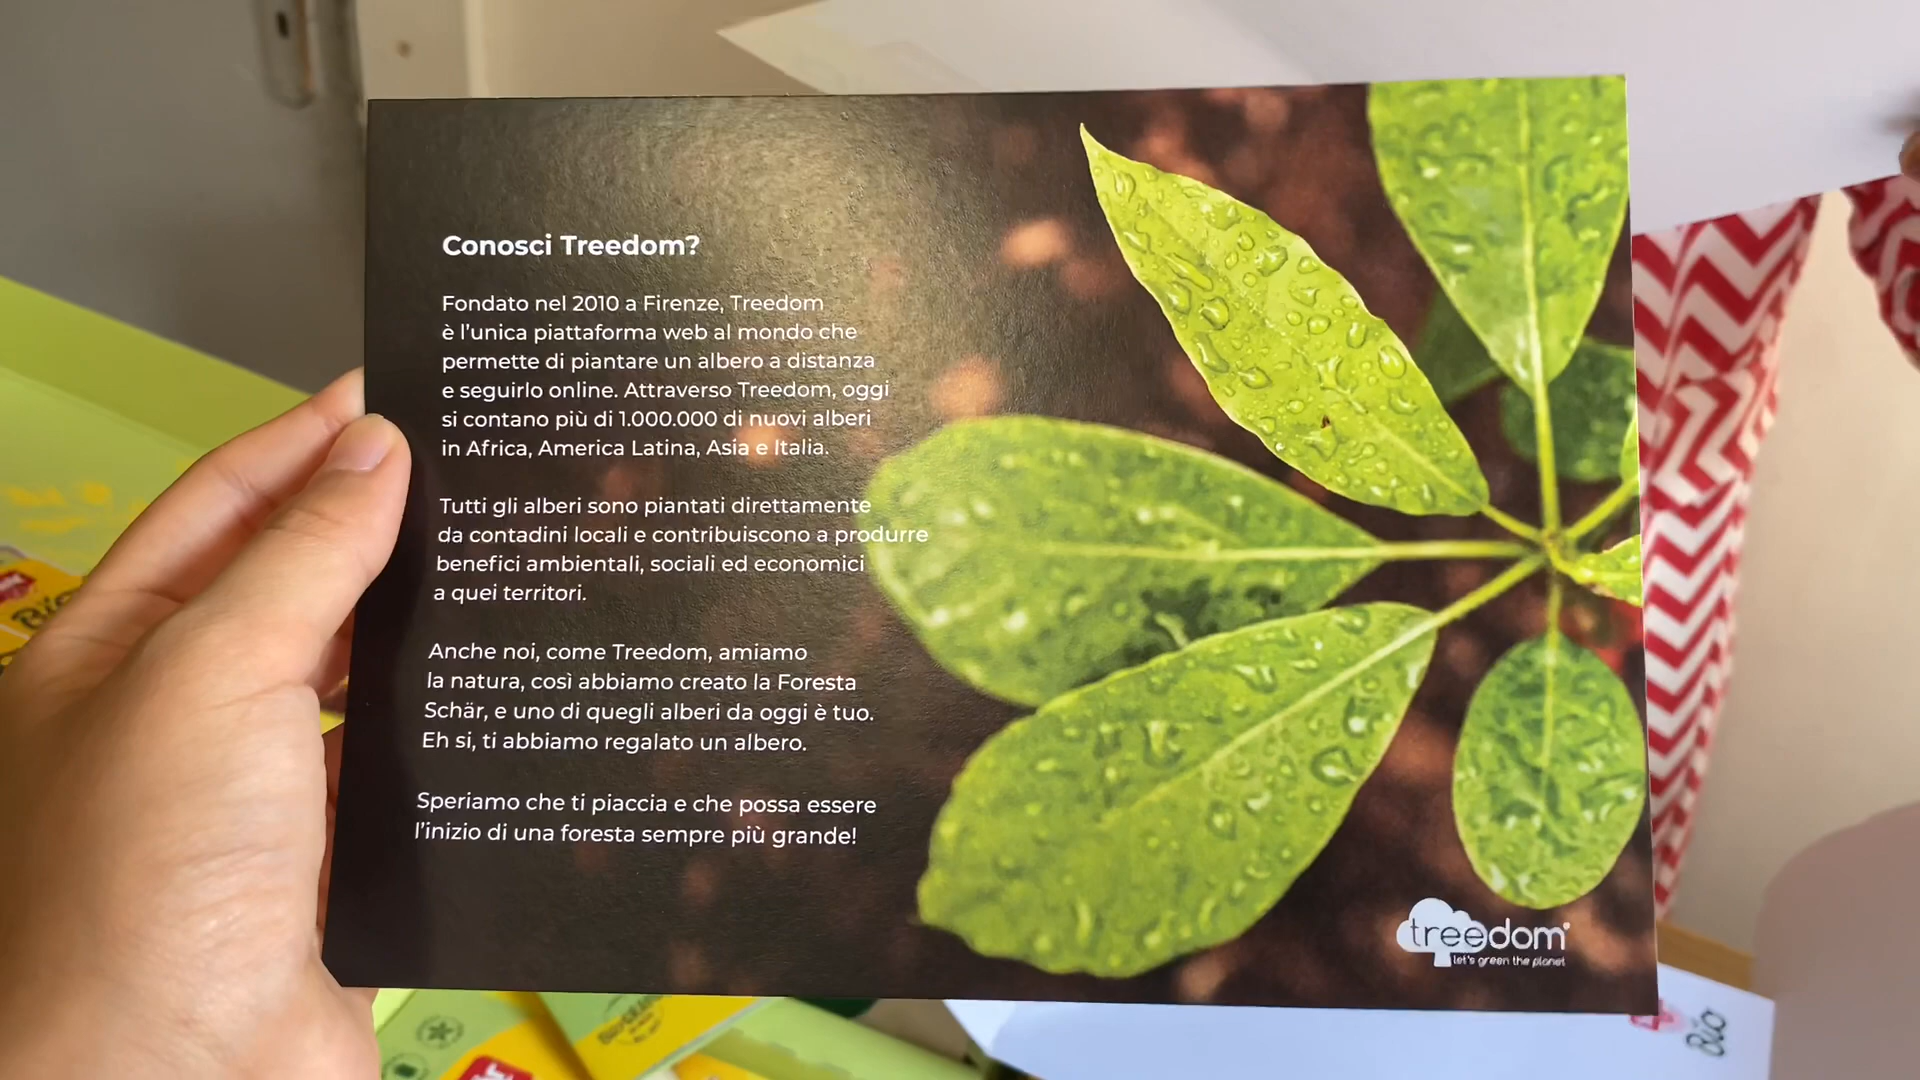 Conosci Treedom?
Fondato nel 2010 a Firenze, Treedom
è l'unica piattaforma web al mondo che
permette di piantare un albero a distanza
e seguirlo online. Attraverso Treedom, oggi
si contano più di 1.000.000 di nuovi alberi
in Africa, America Latina, Asia e Italia.
Tutti gli alberi sono piantati direttamente
da contadini locali e contribuiscono a produrre
benefici ambientali, sociali ed economici
a quei territori.
Anche noi, come Treedom, amiamo
la natura, così abbiamo creato la Foresta
Schär, e uno di quegli alberi da oggi è tuo.
Eh si, ti abbiamo regalato un albero.
Speriamo che ti piaccia e che possa essere
l'inizio di una foresta sempre più grande!
treedom
let's green the planet
Bio